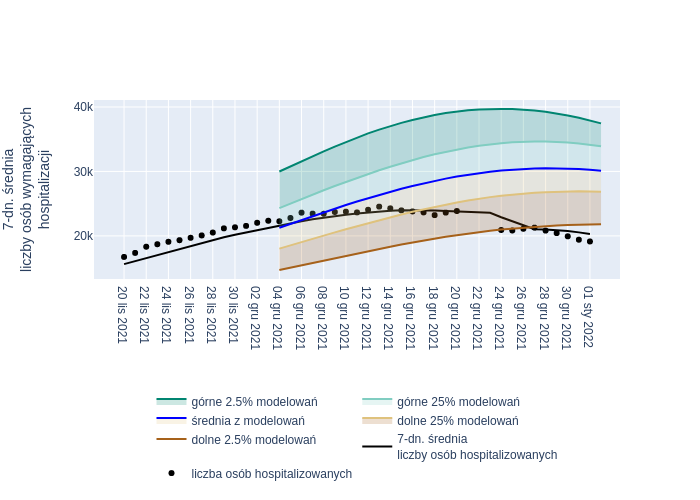 7-dn. średnia
liczby osób wymagających
hospitalizacji
40k
30k
20k
20 lis 2021
22 lis 2021
24 lis 2021
26 lis 2021
28 lis 2021
30 lis 2021
02 gru 2021
04 gru 2021
06 gru 2021
08 gru 2021
10 gru 2021
12 gru 2021
14 gru 2021
16 gru 2021
18 gru 2021
20 gru 2021
22 gru 2021
24 gru 2021
26 gru 2021
28 gru 2021
30 gru 2021
01 sty 2022
górne 2.5% modelowań
górne 25% modelowań
średnia z modelowań
dolne 25% modelowań
dolne 2.5% modelowań
7-dn. średnia
liczby osób hospitalizowanych
liczba osób hospitalizowanych